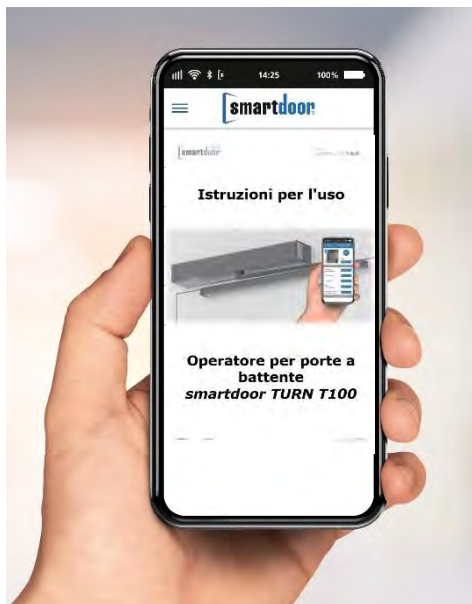 14:25
100%
smartdoor
smartdoor
Istruzioni per l'uso
Operatore per porte a
battente
smartdoor TURN T100